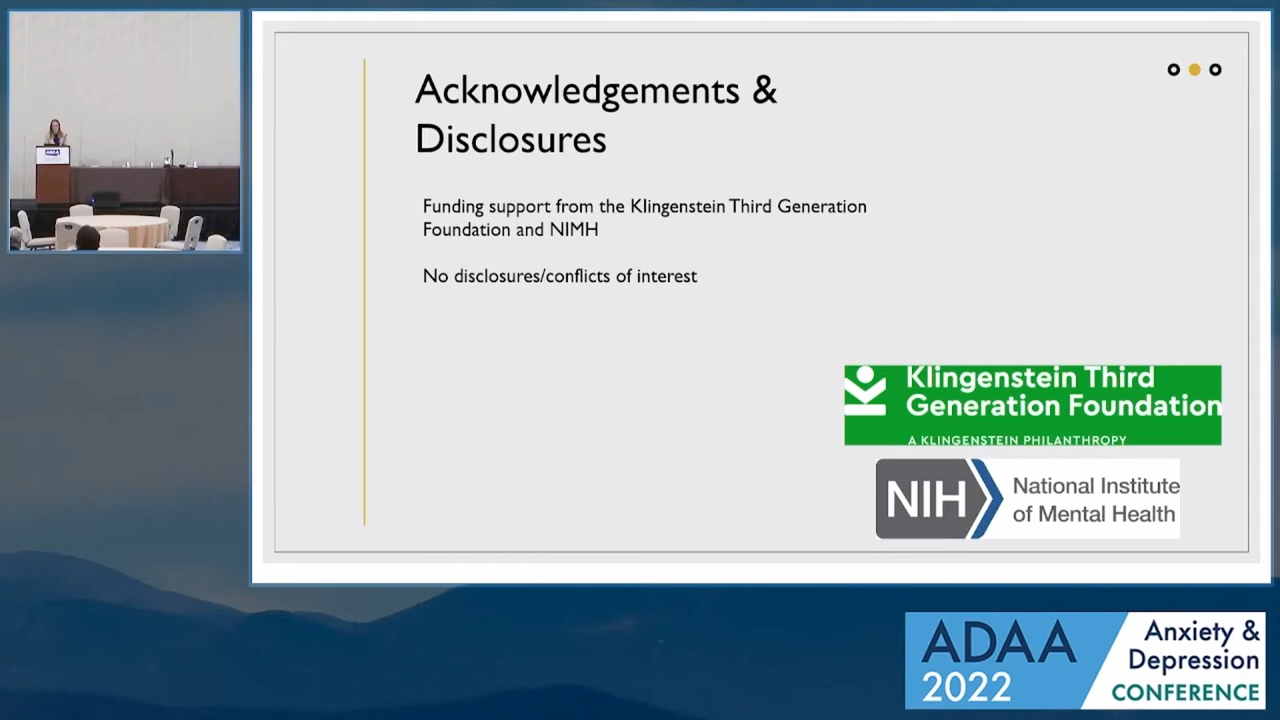 Acknowledgements &
Disclosures
Funding support from the Klingenstein Third Generation
Foundation and NIMH
No disclosures/conflicts of interest
Klingenstein Third
Generation Foundation
A KLINGENSTEIN PHILANTHROPY
NIH
National Institute
of Mental Health
ADAA
2022
Anxiety &
Depression
CONFERENCE